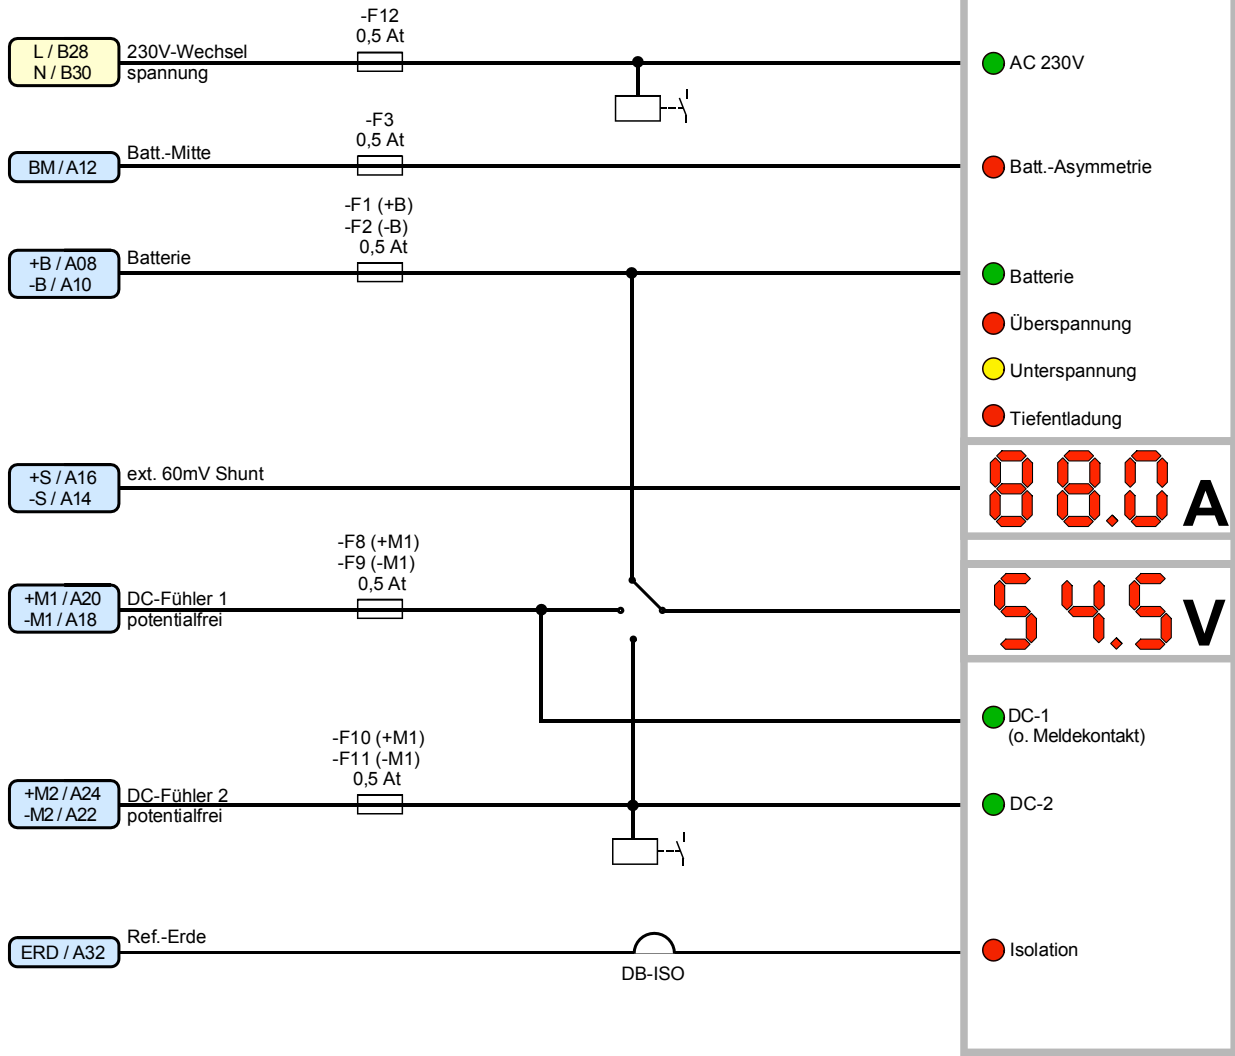 -F12
0,5 At
L / B28
N / B30
230V-Wechsel
spannung
AC 230V
-F3
0,5 At
BM / A12
Batt.-Mitte
Batt.-Asymmetrie
-F1 (+B)
-F2 (-B)
0,5 At
+B / A08
-B / A10
Batterie
Batterie
Überspannung
Unterspannung
Tiefentladung
+S / A16
-S / A14
ext. 60mV Shunt
88.0 A
-F8 (+M1)
-F9 (-M1)
0,5 At
+M1 / A20
-M1 / A18
DC-Fühler 1
potentialfrei
54.5 V
DC-1
(o. Meldekontakt)
-F10 (+M1)
-F11 (-M1)
0,5 At
+M2 / A24
-M2 / A22
DC-Fühler 2
potentialfrei
DC-2
ERD / A32
Ref.-Erde
DB-ISO
Isolation